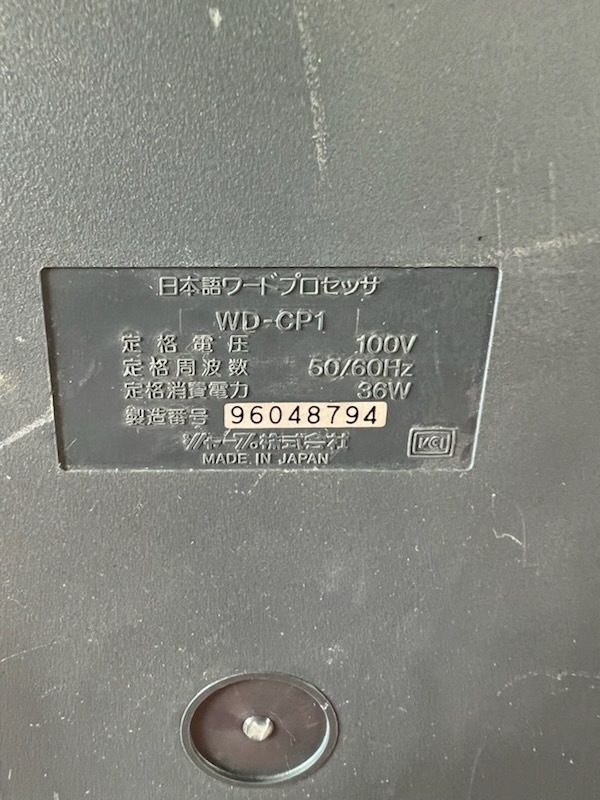 日本語ワードプロセッサ
WD-CP1
定格電圧 100V
定格周波数 50/60Hz
定格消費電力 36W
製造番号 96048794
シャープ株式会社
MADE IN JAPAN
VCCI